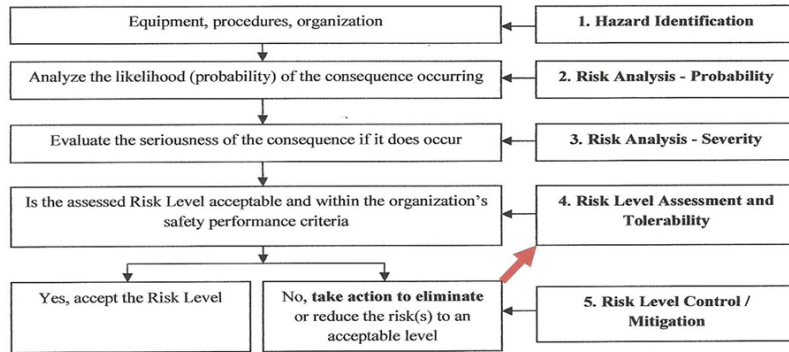 Equipment, procedures, organization
1. Hazard Identification
Analyze the likelihood (probability) of the consequence occurring
2. Risk Analysis - Probability
Evaluate the seriousness of the consequence if it does occur
3. Risk Analysis - Severity
Is the assessed Risk Level acceptable and within the organization's
safety performance criteria
4. Risk Level Assessment and
Tolerability
Yes, accept the Risk Level
No, take action to eliminate
or reduce the risk(s) to an
acceptable level
5. Risk Level Control /
Mitigation